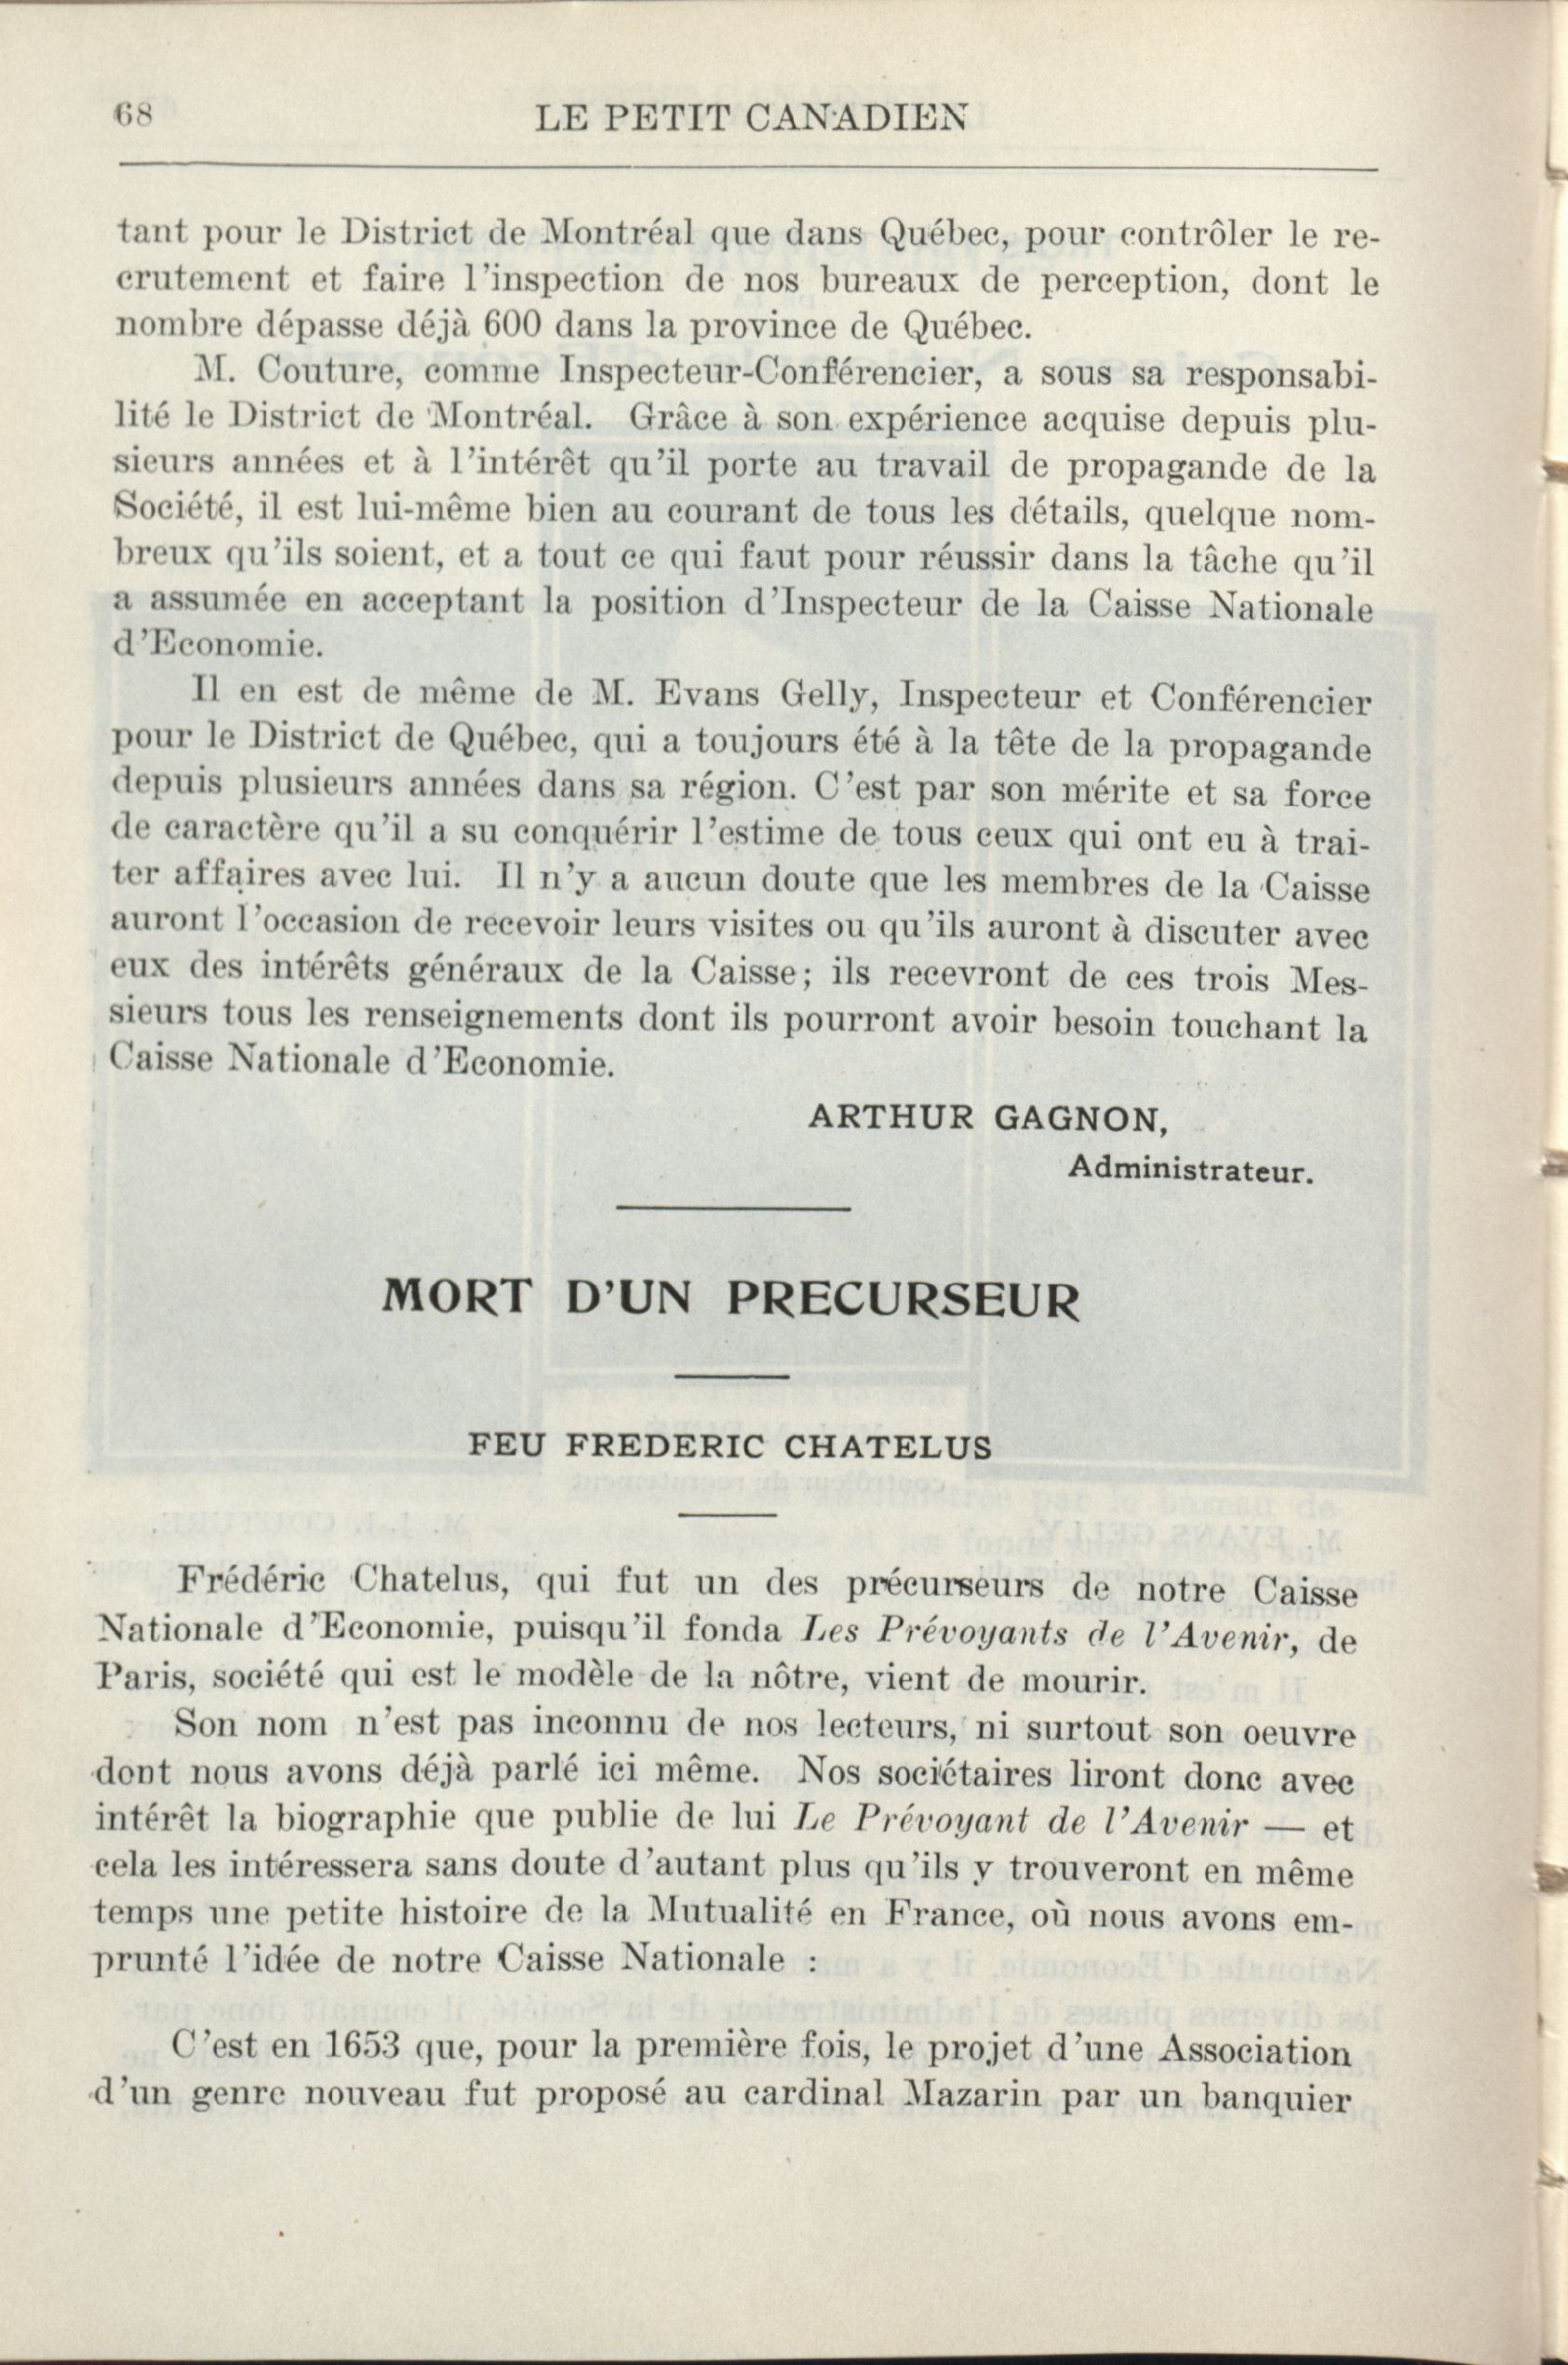 68
LE PETIT CANADIEN
tant pour le District de Montréal que dans Québec, pour contrôler le re-
crutement et faire l'inspection de nos bureaux de perception, dont le
nombre dépasse déjà 600 dans la province de Québec.
M. Couture, comme Inspecteur-Conférencier, a sous sa responsabi-
lité le District de Montréal. Grâce à son expérience acquise depuis plu-
sieurs années et à l'intérêt qu'il porte au travail de propagande de la
Société, il est lui-même bien au courant de tous les détails, quelque nom-
breux qu'ils soient, et a tout ce qui faut pour réussir dans la tâche qu'il
a assumée en acceptant la position d'Inspecteur de la Caisse Nationale
d'Economie.
Il en est de même de M. Evans Gelly, Inspecteur et Conférencier
pour le District de Québec, qui a toujours été à la tête de la propagande
depuis plusieurs années dans sa région. C'est par son mérite et sa force
de caractère qu'il a su conquérir l'estime de tous ceux qui ont eu à trai-
ter affaires avec lui. Il n'y a aucun doute que les membres de la Caisse
auront l'occasion de recevoir leurs visites ou qu'ils auront à discuter avec
eux des intérêts généraux de la Caisse; ils recevront de ces trois Mes-
sieurs tous les renseignements dont ils pourront avoir besoin touchant la
Caisse Nationale d'Economie.
ARTHUR GAGNON,
Administrateur.
MORT D'UN PRECURSEUR
FEU FREDERIC CHATELUS
Frédéric Chatelus, qui fut un des précurseurs de notre Caisse
Nationale d'Economie, puisqu'il fonda Les Prévoyants de l'Avenir, de
Paris, société qui est le modèle de la nôtre, vient de mourir.
Son nom n'est pas inconnu de nos lecteurs, ni surtout son oeuvre
dont nous avons déjà parlé ici même. Nos sociétaires liront donc avec
intérêt la biographie que publie de lui Le Prévoyant de l'Avenir — et
cela les intéressera sans doute d'autant plus qu'ils y trouveront en même
temps une petite histoire de la Mutualité en France, où nous avons em-
prunté l'idée de notre Caisse Nationale :
C'est en 1653 que, pour la première fois, le projet d'une Association
d'un genre nouveau fut proposé au cardinal Mazarin par un banquier